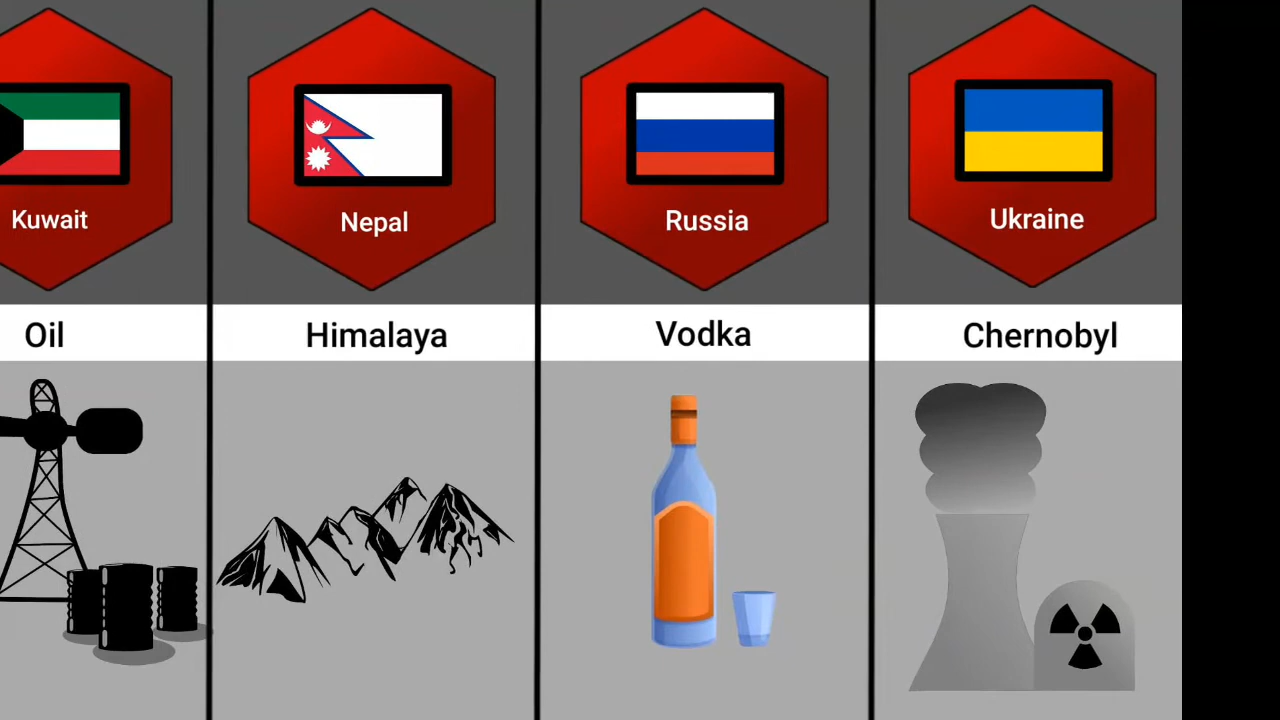 Kuwait
Nepal
Russia
Ukraine
Oil
Himalaya
Vodka
Chernobyl